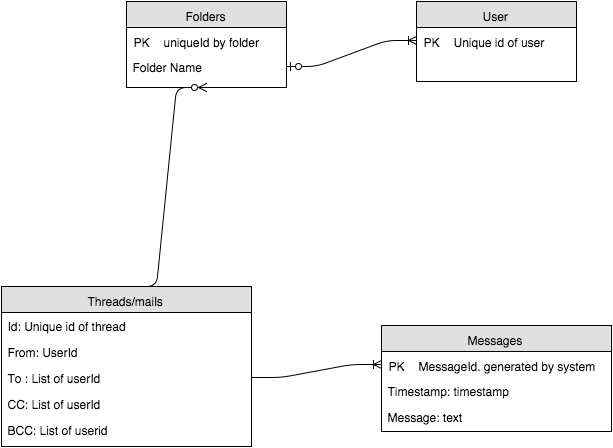 Folders
PK uniqueId by folder
Folder Name
User
PK Unique id of user
Threads/mails
Id: Unique id of thread
From: UserId
To : List of userId
CC: List of userId
BCC: List of userid
Messages
PK MessageId. generated by system
Timestamp: timestamp
Message: text